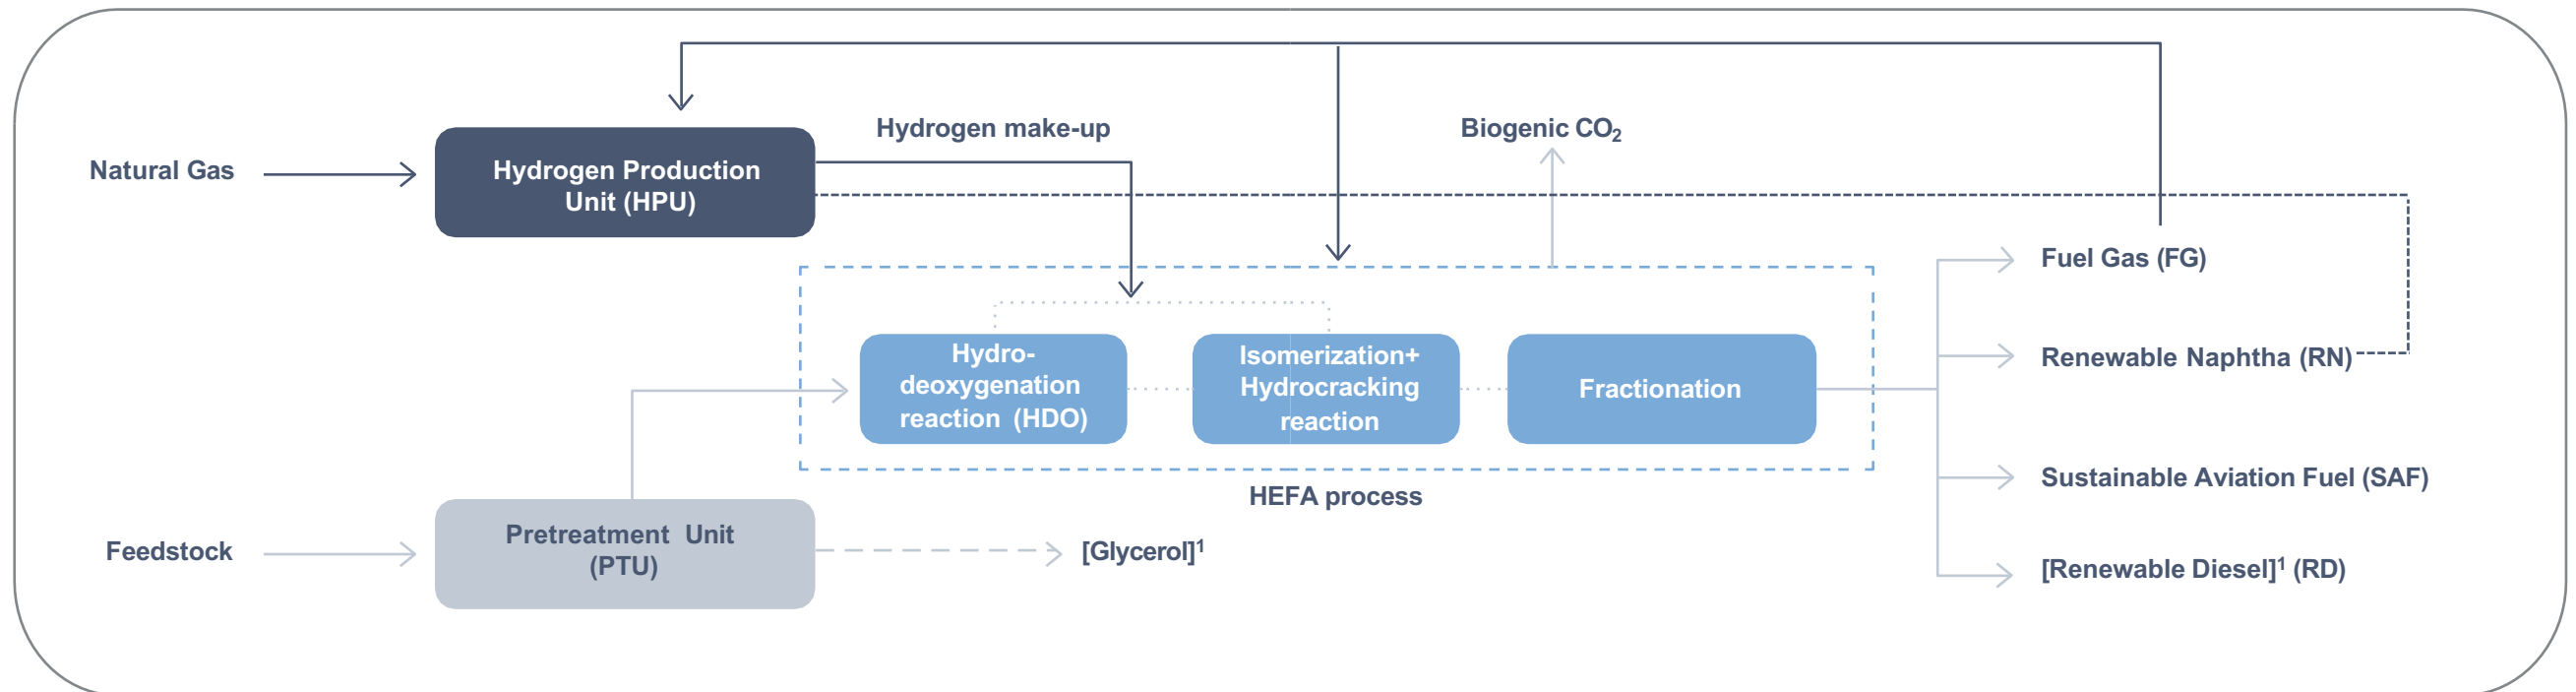 Hydrogen make-up
Biogenic CO₂
Natural Gas
Hydrogen Production
Unit (HPU)
Fuel Gas (FG)
Renewable Naphtha (RN)
Hydro-
deoxygenation
reaction (HDO)
Isomerization+
Hydrocracking
reaction
Fractionation
Sustainable Aviation Fuel (SAF)
HEFA process
Feedstock
Pretreatment Unit
(PTU)
[Glycerol]¹
[Renewable Diesel]¹ (RD)